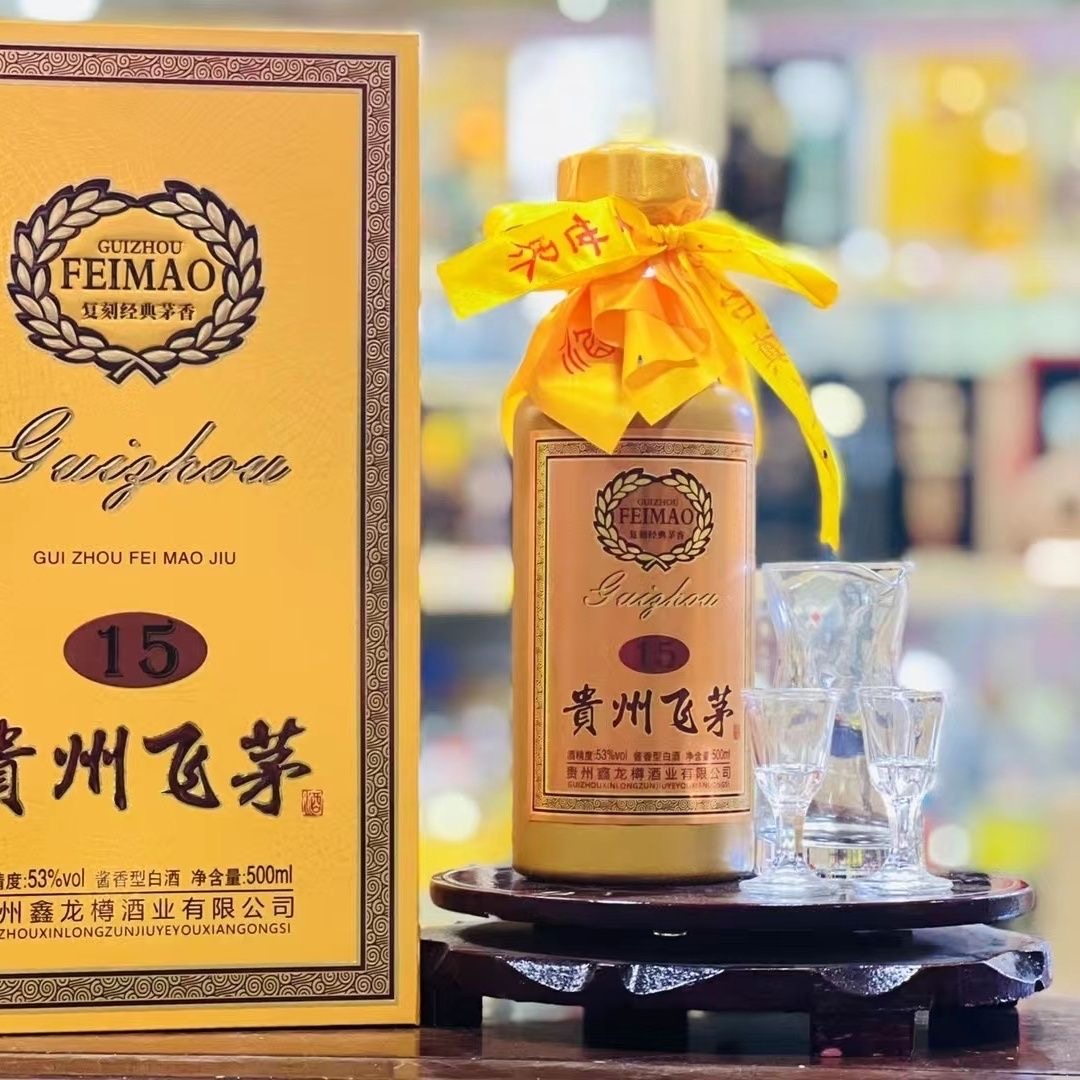 GUIZHOU
FEIMAO
复刻经典茅香
Guizhou
GUI ZHOU FEI MAO JIU
15
貴州飞茅
酒
精度:53%vol 酱香型白酒 净含量:500ml
州鑫龙樽酒业有限公司
ZHOUXINLONGZUNJIUYEYOUXIANGONGSI
GUIZHOU
FEIMAO
复刻经典茅香
Guizhou
15
貴州飞茅
酒精度:53%vol 酱香型白酒 净含量:500ml
贵州鑫龙樽酒业有限公司
GUIZHOUXINLONGZUNJIUYEYOUXIANGONGSI